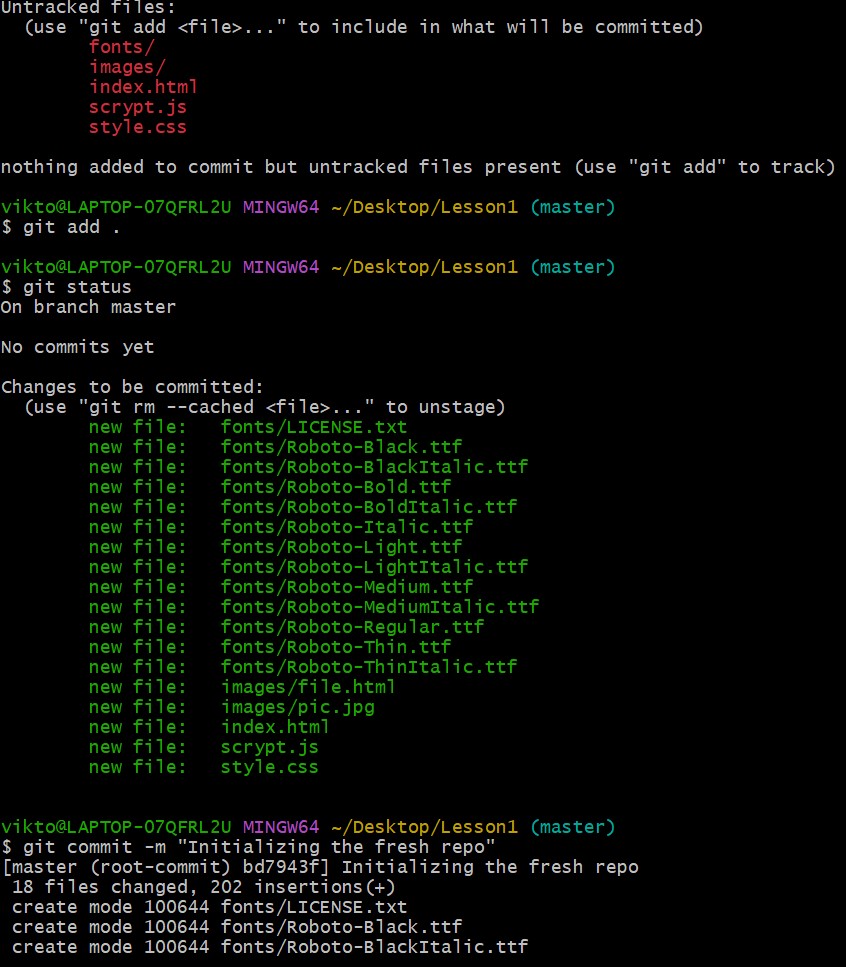 Untracked files:
  (use "git add <file>..." to include in what will be committed)
        fonts/
        images/
        index.html
        scrypt.js
        style.css

nothing added to commit but untracked files present (use "git add" to track)

vikto@LAPTOP-07QFRL2U MINGW64 ~/Desktop/Lesson1 (master)
$ git add .

vikto@LAPTOP-07QFRL2U MINGW64 ~/Desktop/Lesson1 (master)
$ git status
On branch master

No commits yet

Changes to be committed:
  (use "git rm --cached <file>..." to unstage)
        new file:   fonts/LICENSE.txt
        new file:   fonts/Roboto-Black.ttf
        new file:   fonts/Roboto-BlackItalic.ttf
        new file:   fonts/Roboto-Bold.ttf
        new file:   fonts/Roboto-BoldItalic.ttf
        new file:   fonts/Roboto-Italic.ttf
        new file:   fonts/Roboto-Light.ttf
        new file:   fonts/Roboto-LightItalic.ttf
        new file:   fonts/Roboto-Medium.ttf
        new file:   fonts/Roboto-MediumItalic.ttf
        new file:   fonts/Roboto-Regular.ttf
        new file:   fonts/Roboto-Thin.ttf
        new file:   fonts/Roboto-ThinItalic.ttf
        new file:   images/file.html
        new file:   images/pic.jpg
        new file:   index.html
        new file:   scrypt.js
        new file:   style.css

vikto@LAPTOP-07QFRL2U MINGW64 ~/Desktop/Lesson1 (master)
$ git commit -m "Initializing the fresh repo"
[master (root-commit) bd7943f] Initializing the fresh repo
 18 files changed, 202 insertions(+)
 create mode 100644 fonts/LICENSE.txt
 create mode 100644 fonts/Roboto-Black.ttf
 create mode 100644 fonts/Roboto-BlackItalic.ttf